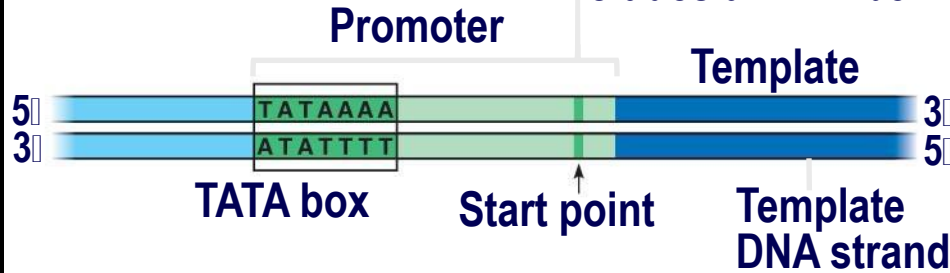 Promoter
Template
5 TATAAAA 3
3 ATATTTT 5
TATA box
Start point
Template
DNA strand